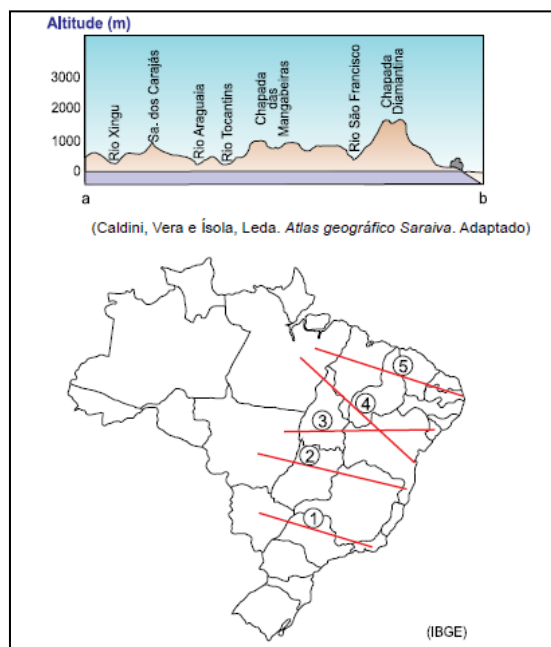 Altitude (m)
3000
2000
1000
0
Rio Xingu
Sa. dos Carajás
Rio Araguaia
Rio Tocantins
Chapada
das
Mangabeiras
Rio São Francisco
Chapada
Diamantina
a
b
(Caldini, Vera e Ísola, Leda. Atlas geográfico Saraiva. Adaptado)
5
4
3
2
1
(IBGE)